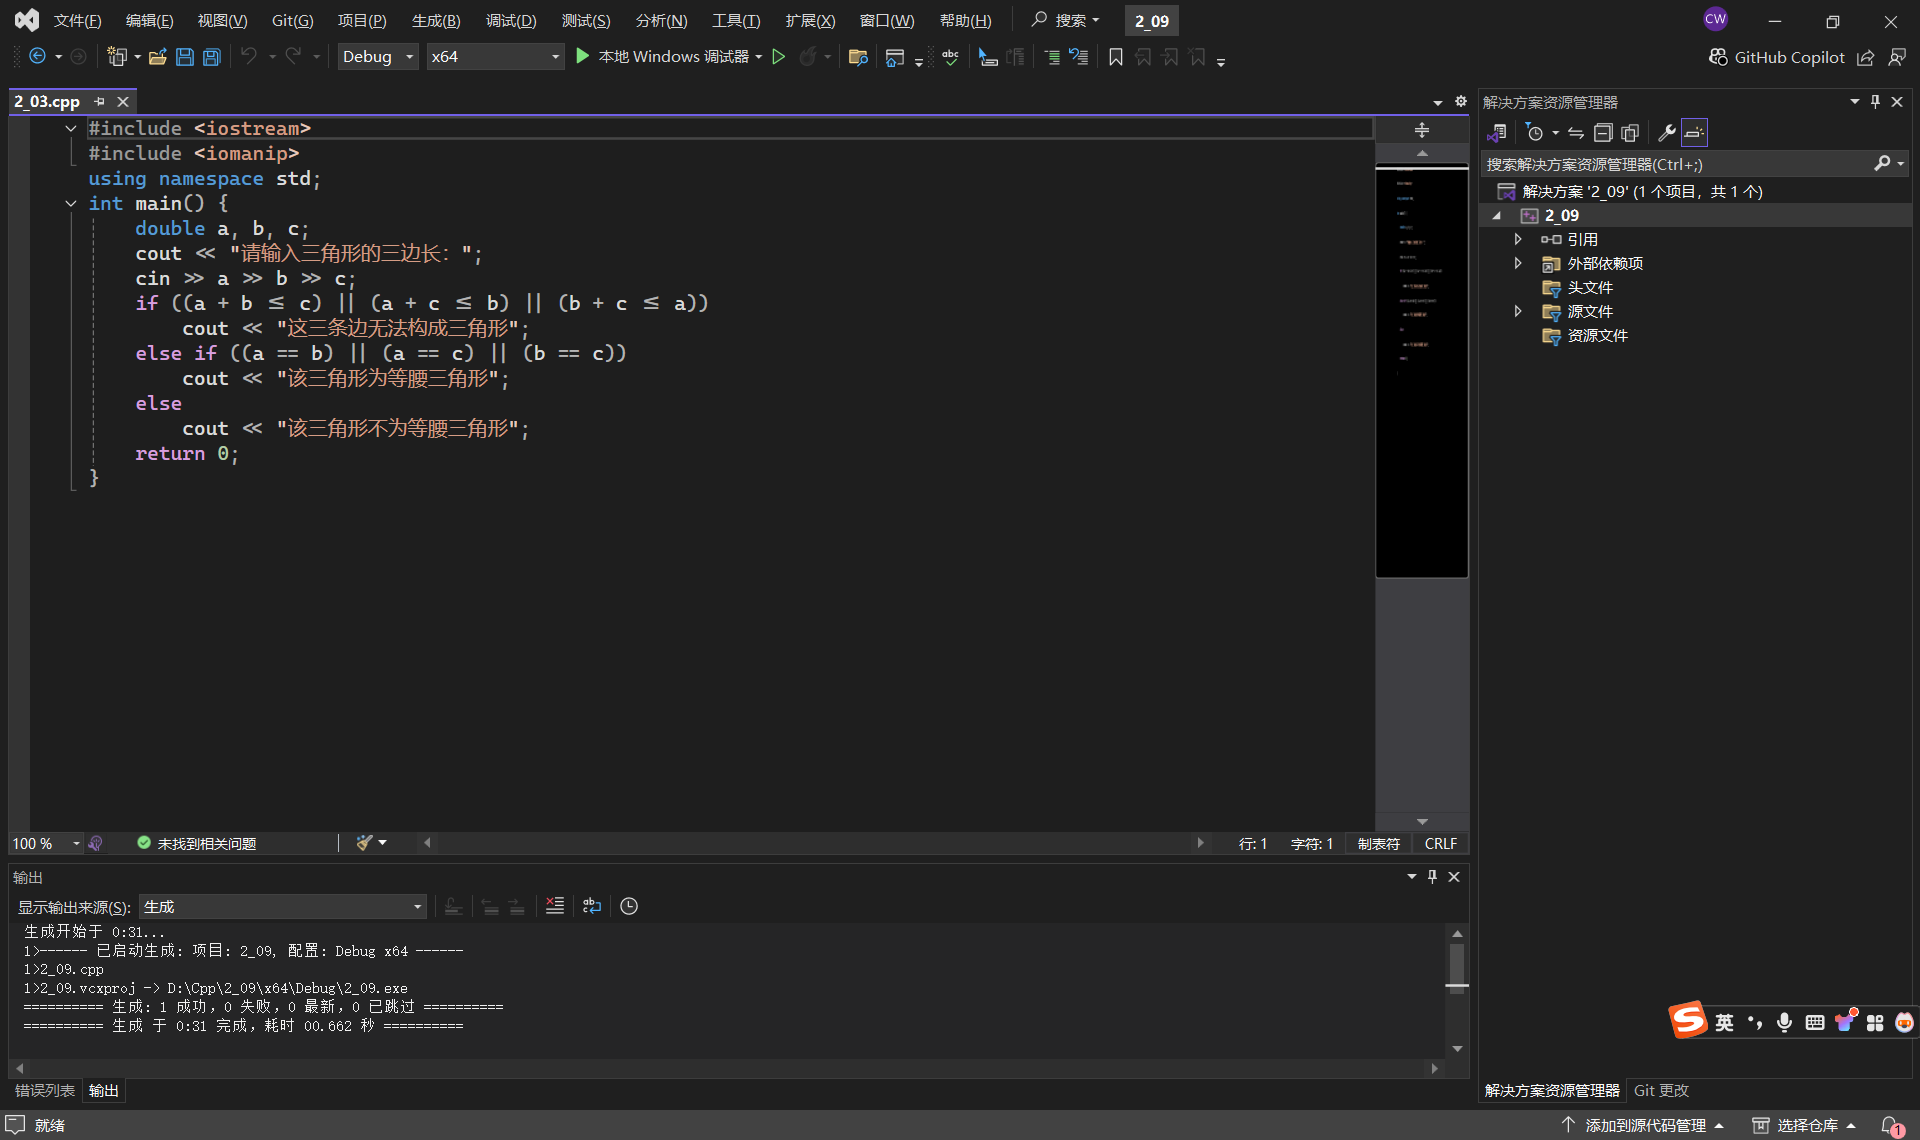 文件(F) 编辑(E) 视图(V) Git(G) 项目(P) 生成(B) 调试(D) 测试(S) 分析(N) 工具(T) 扩展(X) 窗口(W) 帮助(H) 搜索 2_09 CW
Debug x64 本地 Windows 调试器 abc GitHub Copilot
2_03.cpp
#include <iostream>
#include <iomanip>
using namespace std;
int main() {
double a, b, c;
cout << "请输入三角形的三边长: ";
cin >> a >> b >> c;
if ((a + b ≤ c) || (a + c ≤ b) || (b + c ≤ a))
cout << "这三条边无法构成三角形";
else if ((a == b) || (a == c) || (b == c))
cout << "该三角形为等腰三角形";
else
cout << "该三角形不为等腰三角形";
return 0;
}
100 % 未找到相关问题 行: 1 字符: 1 制表符 CRLF
输出
显示输出来源(S): 生成
生成开始于 0:31...
1>------ 已启动生成: 项目: 2_09, 配置: Debug x64 ------
1>2_09.cpp
1>2_09.vcxproj -> D:\Cpp\2_09\x64\Debug\2_09.exe
========== 生成: 1 成功，0 失败，0 最新，0 已跳过 ==========
========== 生成 于 0:31 完成，耗时 00.662 秒 ==========
错误列表 输出
解决方案资源管理器
搜索解决方案资源管理器(Ctrl+;)
解决方案 '2_09' (1 个项目，共 1 个)
2_09
引用
外部依赖项
头文件
源文件
资源文件
英
解决方案资源管理器 Git 更改
就绪 添加到源代码管理 选择仓库 1